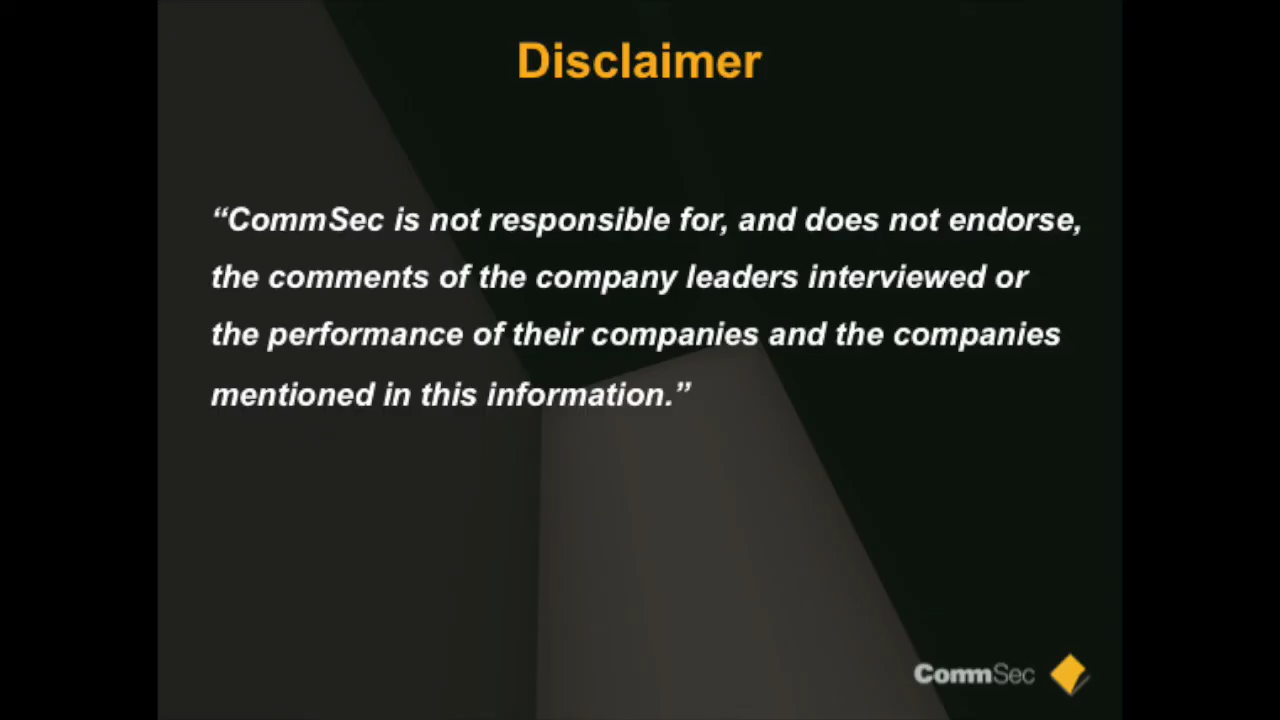 Disclaimer
“CommSec is not responsible for, and does not endorse,
the comments of the company leaders interviewed or
the performance of their companies and the companies
mentioned in this information.”
CommSec